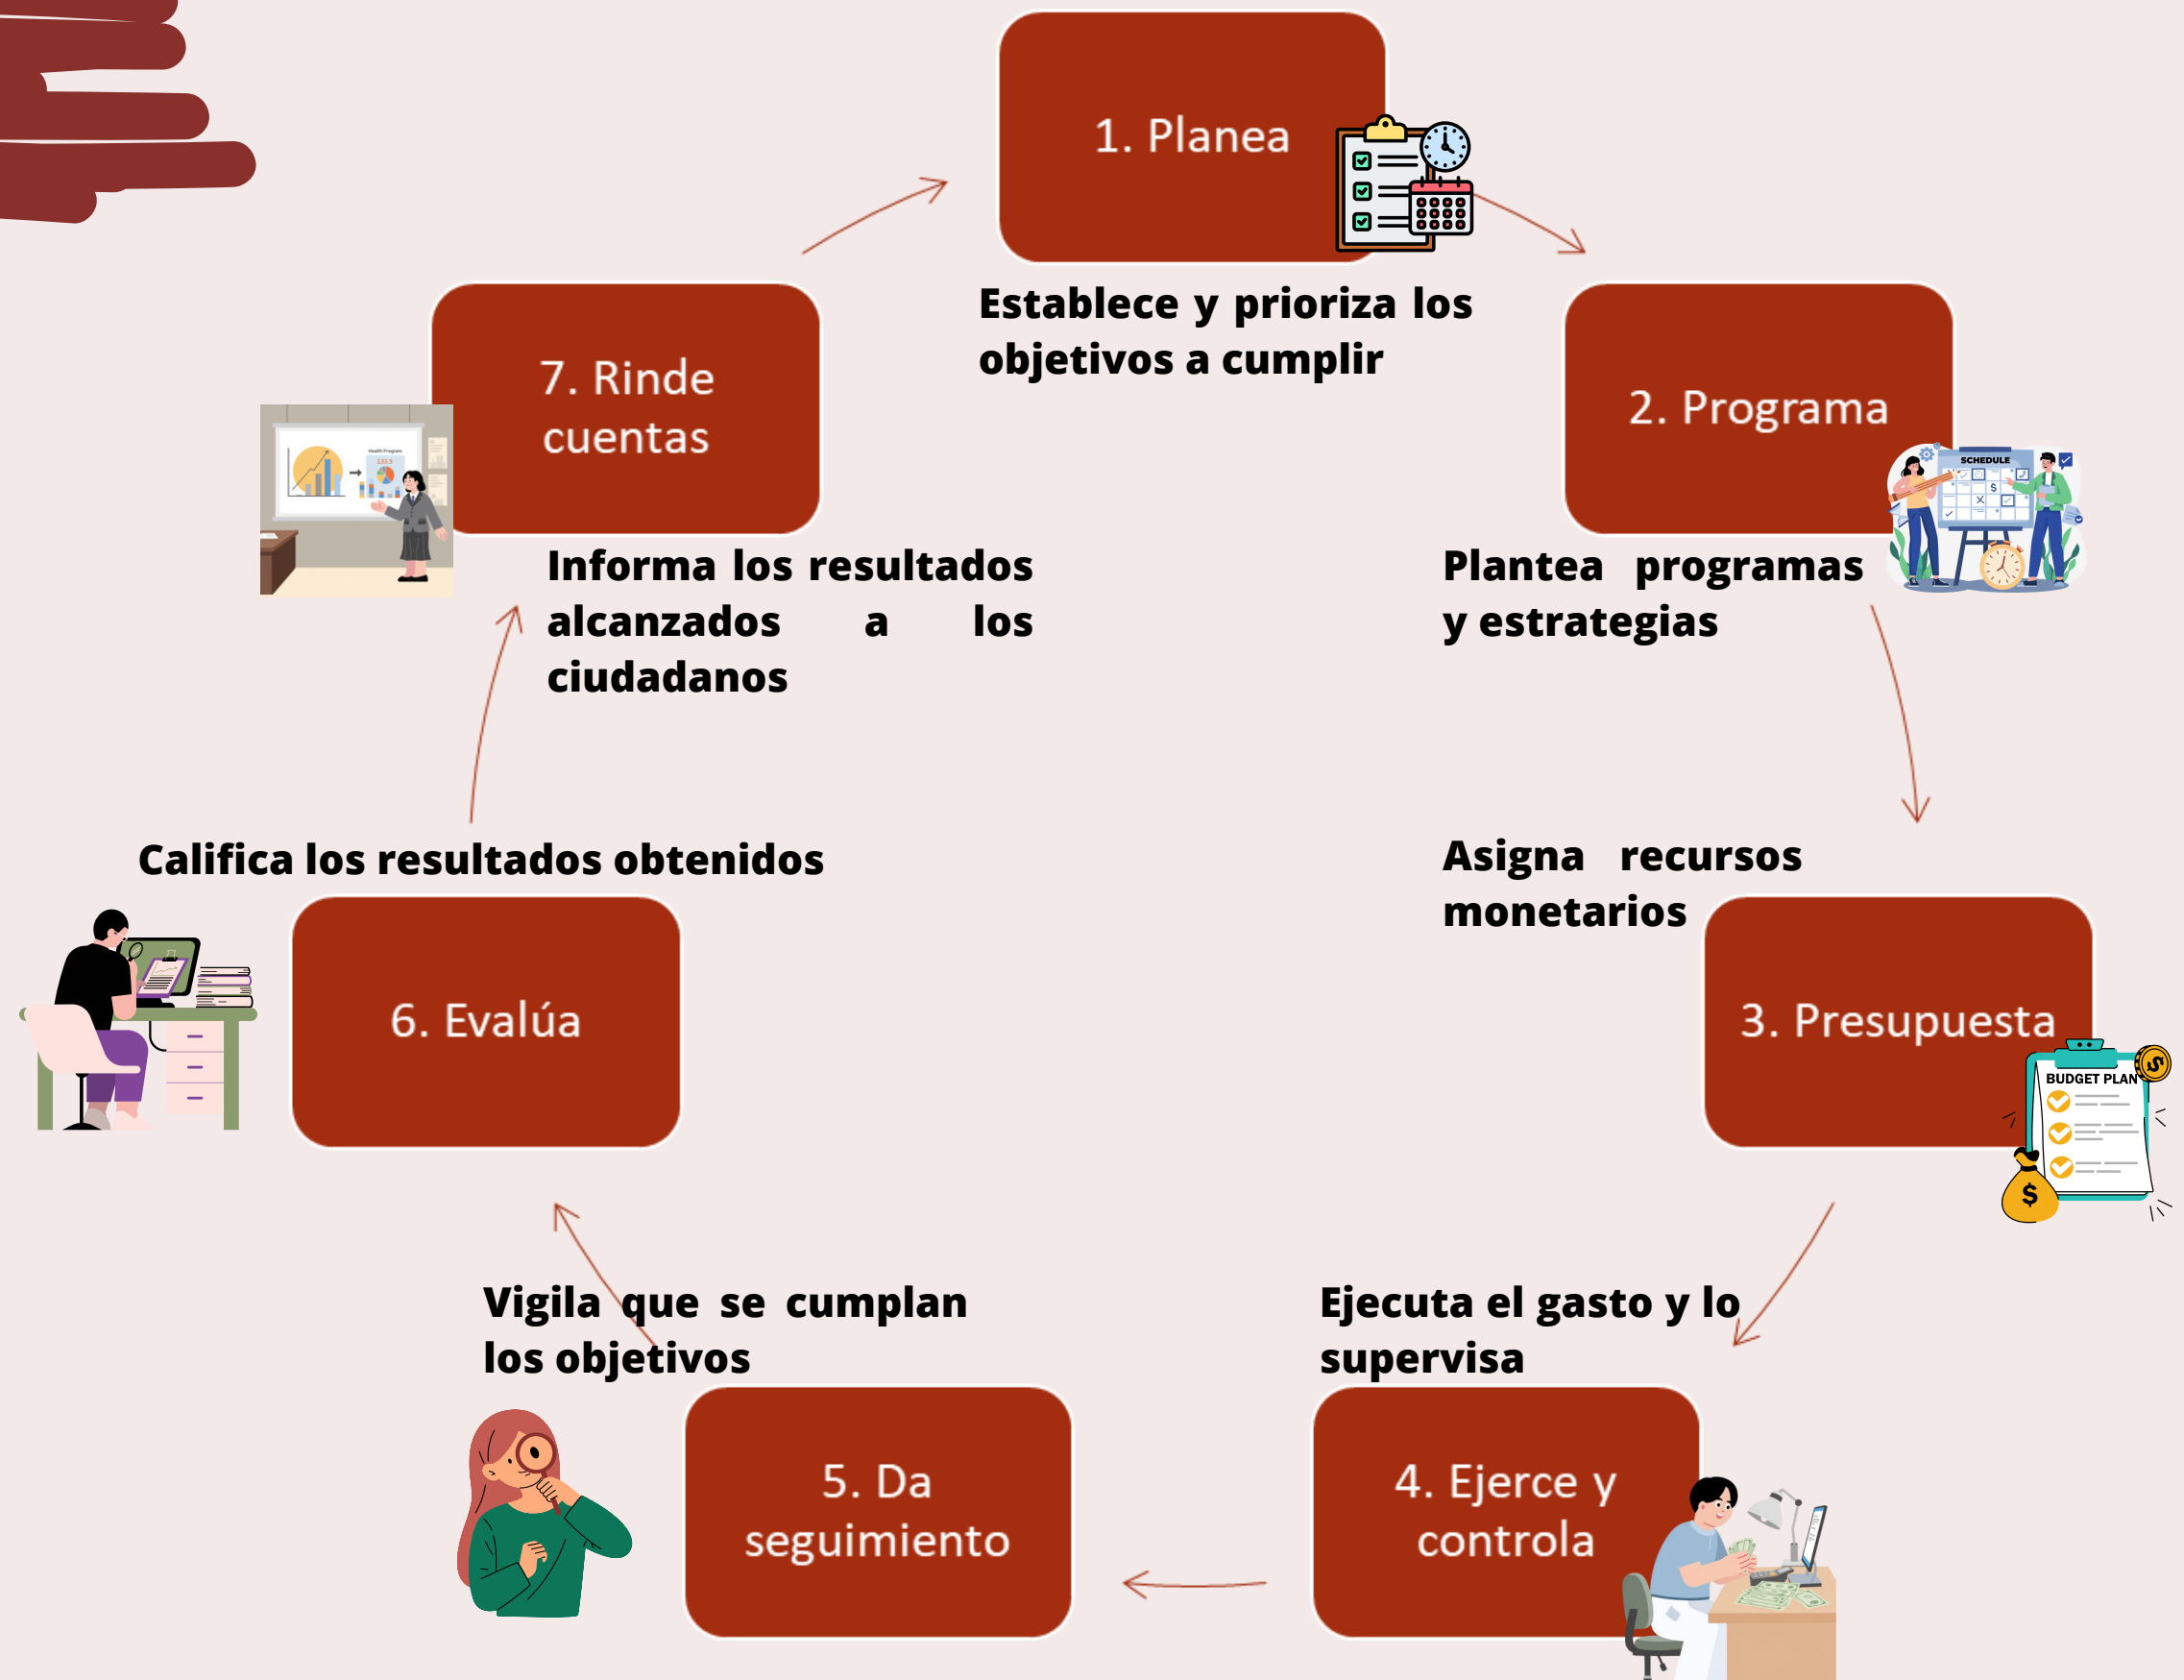 1. Planea
Establece y prioriza los
objetivos a cumplir
2. Programa
SCHEDULE
$
Plantea programas
y estrategias
Asigna recursos
monetarios
3. Presupuesta
$
BUDGET PLAN
$
Ejecuta el gasto y lo
supervisa
4. Ejerce y
controla
Vigila que se cumplan
los objetivos
5. Da
seguimiento
Califica los resultados obtenidos
6. Evalúa
7. Rinde
cuentas
Health Program
Informa los resultados
alcanzados a los
ciudadanos